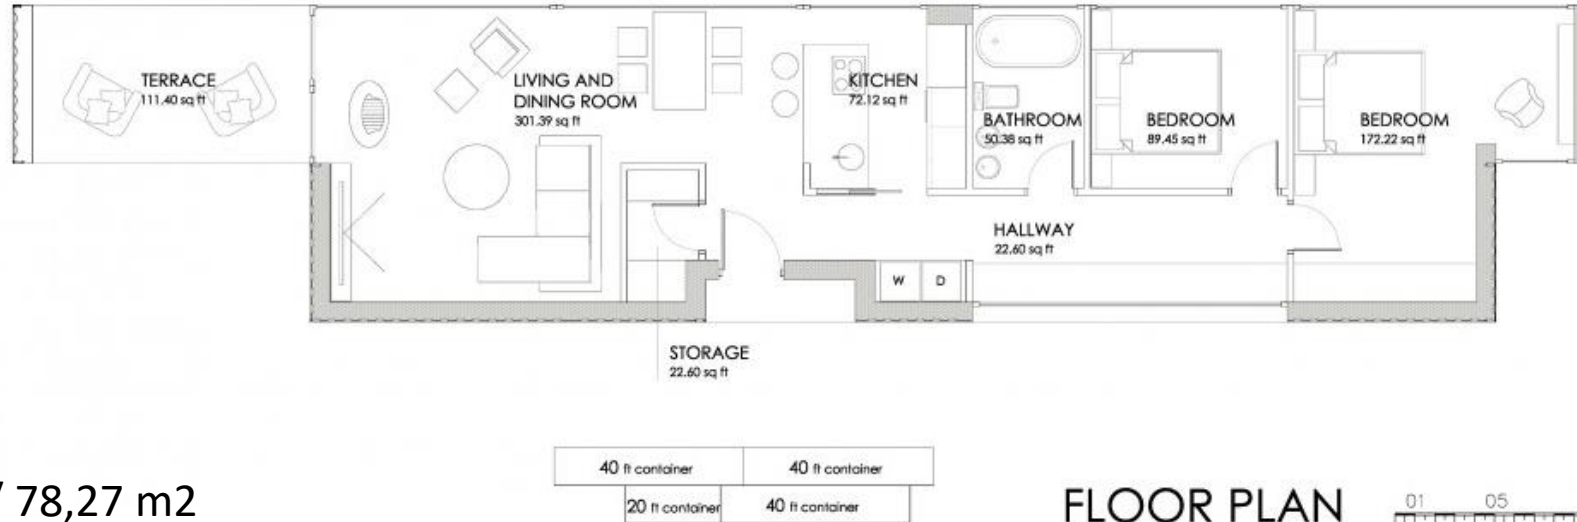 TERRACE
111.40 sq ft
LIVING AND
DINING ROOM
301.39 sq ft
KITCHEN
72.12 sq ft
BATHROOM
50.38 sq ft
BEDROOM
89.45 sq ft
BEDROOM
172.22 sq ft
HALLWAY
22.60 sq ft
W D
STORAGE
22.60 sq ft
40 ft container 40 ft container
20 ft container 40 ft container
/ 78,27 m2
FLOOR PLAN
01 05